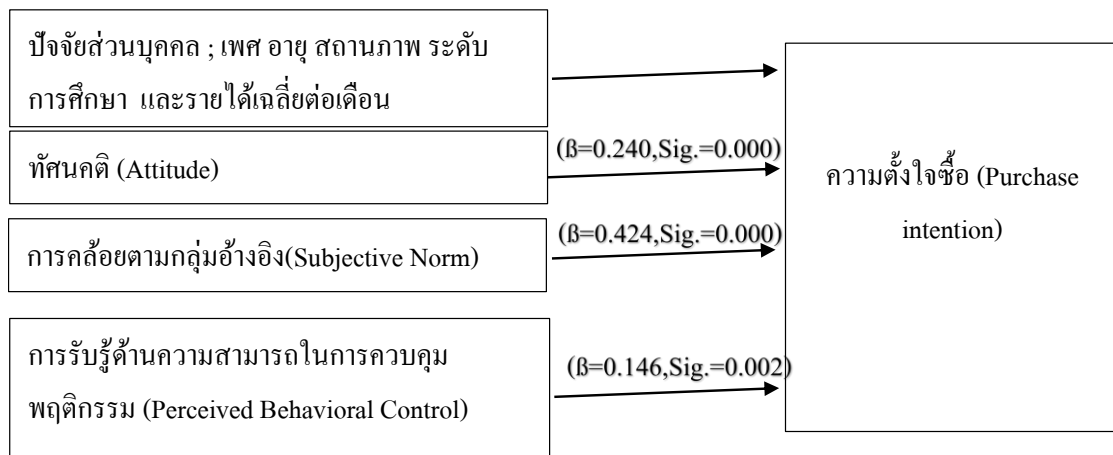 ปัจจัยส่วนบุคคล ; เพศ อายุ สถานภาพ ระดับ
การศึกษา และรายได้เฉลี่ยต่อเดือน
ทัศนคติ (Attitude)
(ß=0.240,Sig.=0.000)
การคล้อยตามกลุ่มอ้างอิง(Subjective Norm)
(ß=0.424,Sig.=0.000)
การรับรู้ด้านความสามารถในการควบคุม
พฤติกรรม (Perceived Behavioral Control)
(ß=0.146,Sig.=0.002)
ความตั้งใจซื้อ (Purchase
intention)